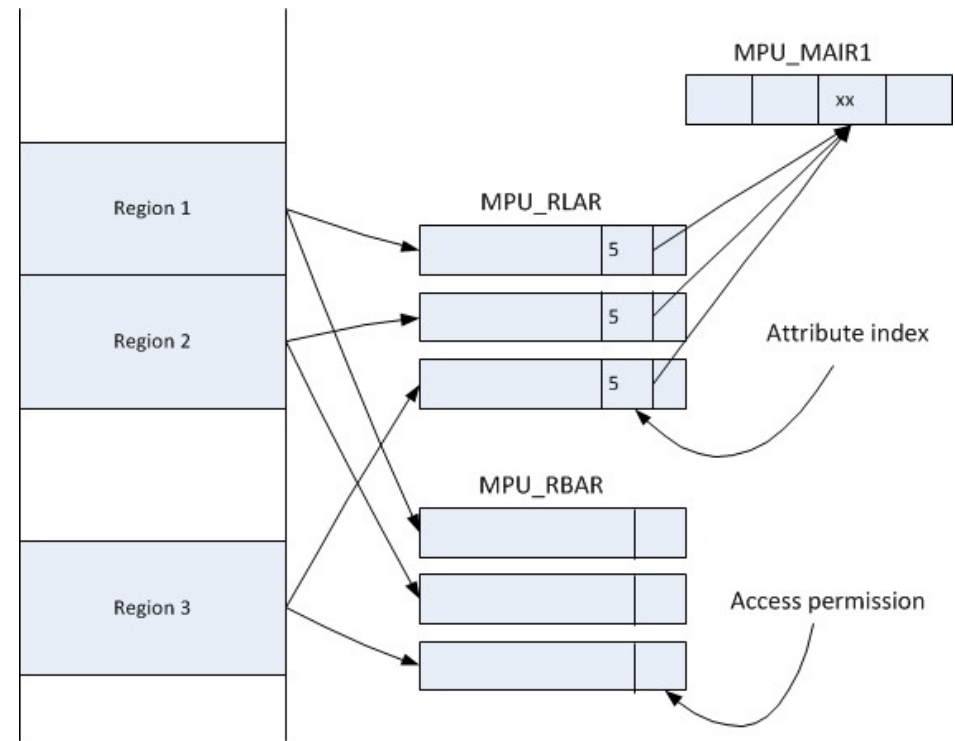 MPU_MAIR1
xx
Region 1
MPU_RLAR
5
5
Region 2
Attribute index
5
MPU_RBAR
Region 3
Access permission